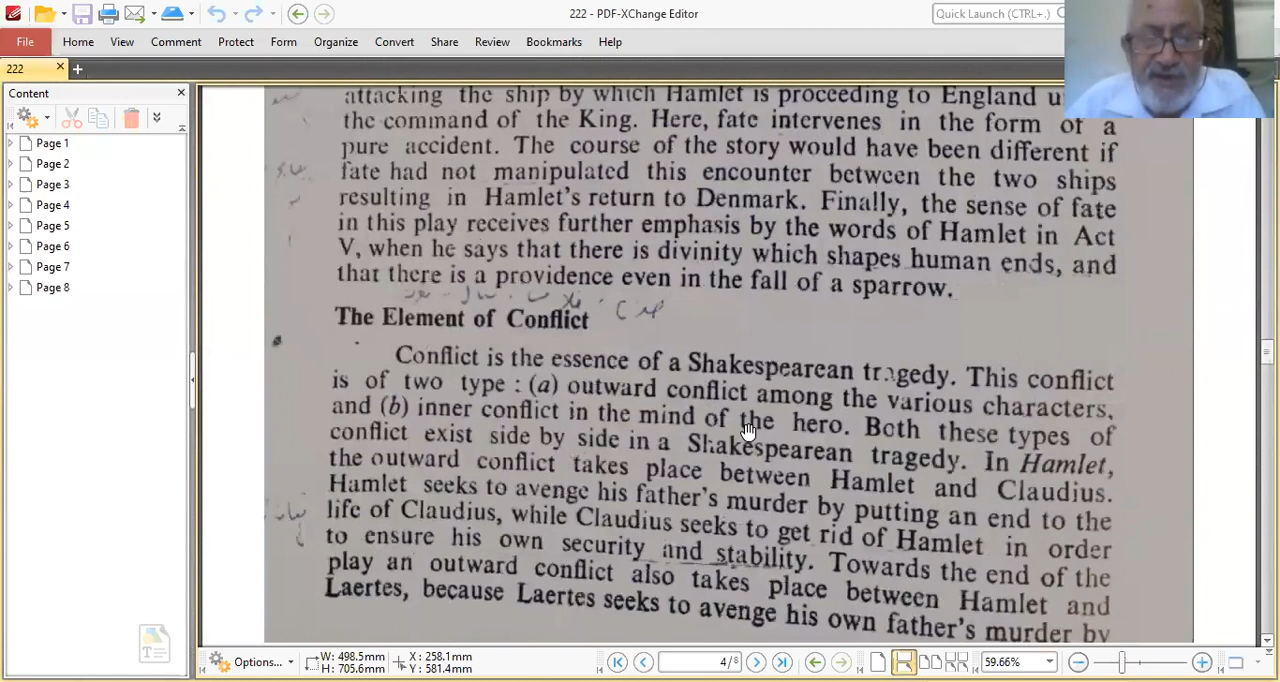 222 - PDF-XChange Editor
Quick Launch (CTRL+.)
File Home View Comment Protect Form Organize Convert Share Review Bookmarks Help
222
Content
Page 1
Page 2
Page 3
Page 4
Page 5
Page 6
Page 7
Page 8
attacking the ship by which Hamlet is proceeding to England
the command of the King. Here, fate intervenes in the form of a
pure accident. The course of the story would have been different if
fate had not manipulated this encounter between the two ships
resulting in Hamlet's return to Denmark. Finally, the sense of fate
in this play receives further emphasis by the words of Hamlet in Act
V, when he says that there is divinity which shapes human ends, and
that there is a providence even in the fall of a sparrow.
The Element of Conflict
Conflict is the essence of a Shakespearean tragedy. This conflict
is of two type : (a) outward conflict among the various characters,
and (b) inner conflict in the mind of the hero. Both these types of
conflict exist side by side in a Shakespearean tragedy. In Hamlet,
the outward conflict takes place between Hamlet and Claudius.
Hamlet seeks to avenge his father's murder by putting an end to the
life of Claudius, while Claudius seeks to get rid of Hamlet in order
to ensure his own security and stability. Towards the end of the
play an outward conflict also takes place between Hamlet and
Laertes, because Laertes seeks to avenge his own father's murder by
Options...
W: 498.5mm
H: 705.6mm
X: 258.1mm
Y: 581.4mm
4/8
59.66%